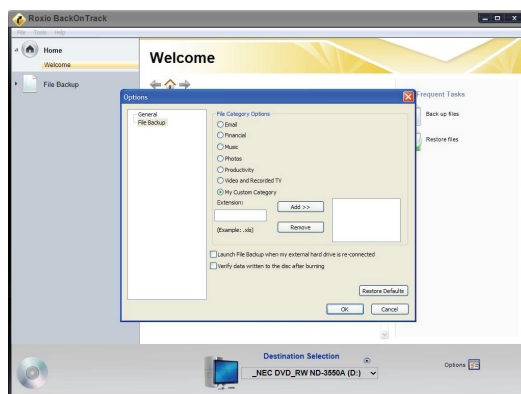 Roxio BackOnTrack
File Tools Help
Home
Welcome
File Backup
Welcome
Frequent Tasks
Back up files
Restore files
Options
General
File Backup
File Category Options
Email
Financial
Music
Photos
Productivity
Video and Recorded TV
My Custom Category
Extension:
Add >>
(Example: .xls)
Remove
Launch File Backup when my external hard drive is re-connected
Verify data written to the disc after burning
Restore Defaults
OK Cancel
Destination Selection
_NEC DVD_RW ND-3550A (D:)
Options